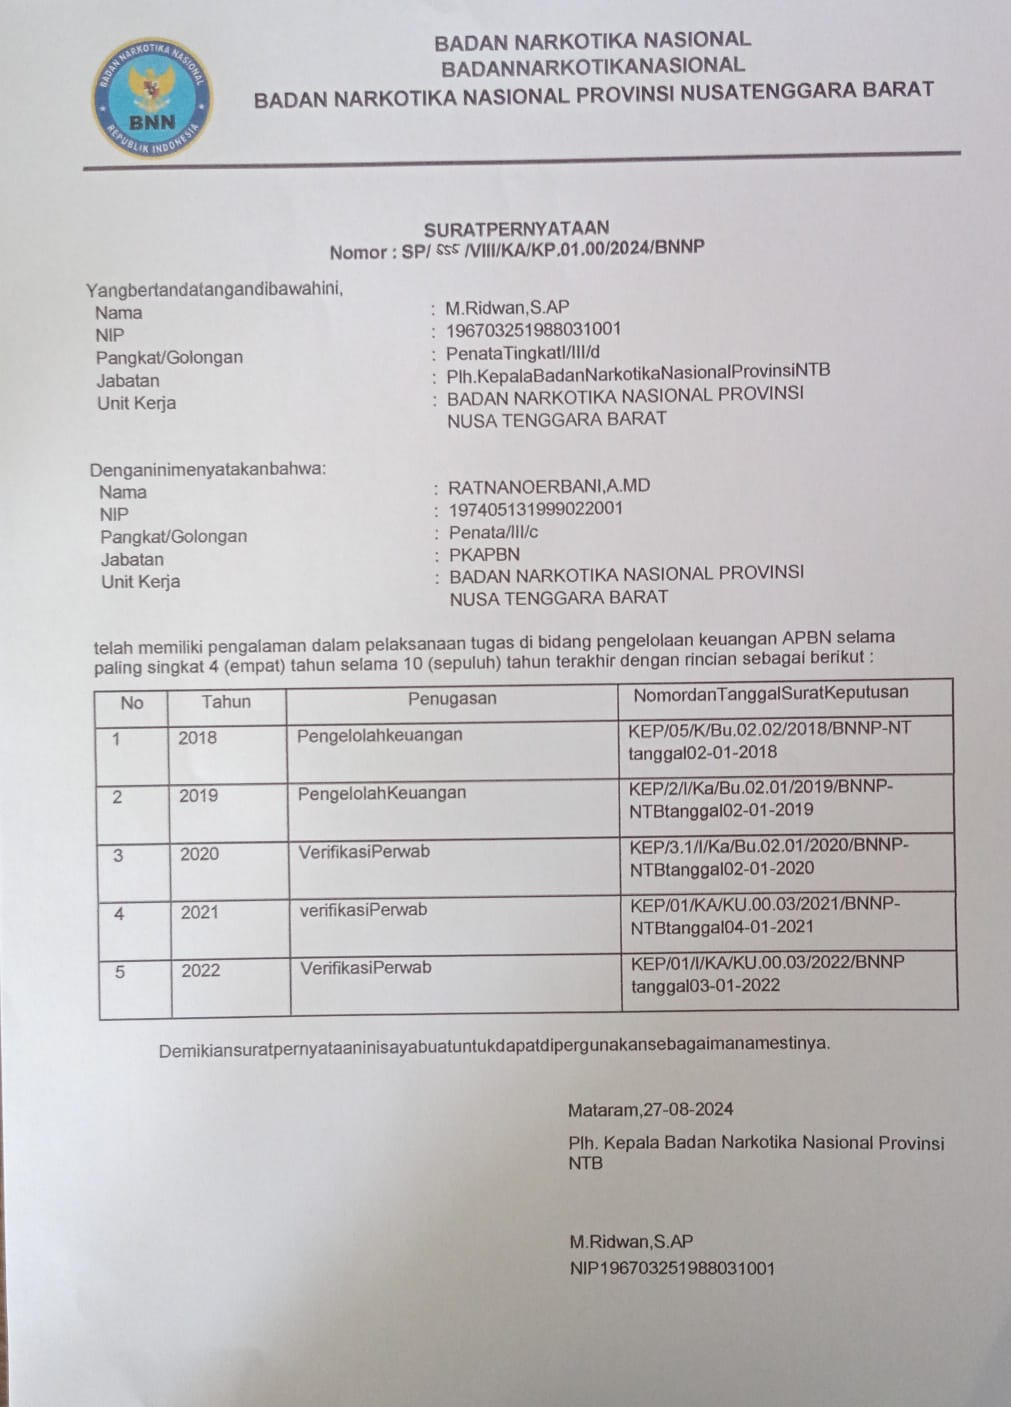 BADAN NARKOTIKA NASIONAL
REPUBLIK INDONESIA
BNN
BADAN NARKOTIKA NASIONAL
BADANNARKOTIKANASIONAL
BADAN NARKOTIKA NASIONAL PROVINSI NUSATENGGARA BARAT
SURATPERNYATAAN
Nomor : SP/ 555 /VIII/KA/KP.01.00/2024/BNNP
Yangbertandatangandibawahini,
Nama : M.Ridwan,S.AP
NIP : 196703251988031001
Pangkat/Golongan : PenataTingkatI/III/d
Jabatan : Plh.KepalaBadanNarkotikaNasionalProvinsiNTB
Unit Kerja : BADAN NARKOTIKA NASIONAL PROVINSI
NUSA TENGGARA BARAT
Denganinimenyatakanbahwa:
Nama : RATNANOERBANI,A.MD
NIP : 197405131999022001
Pangkat/Golongan : Penata/III/c
Jabatan : PKAPBN
Unit Kerja : BADAN NARKOTIKA NASIONAL PROVINSI
NUSA TENGGARA BARAT
telah memiliki pengalaman dalam pelaksanaan tugas di bidang pengelolaan keuangan APBN selama
paling singkat 4 (empat) tahun selama 10 (sepuluh) tahun terakhir dengan rincian sebagai berikut :
No Tahun Penugasan NomordanTanggalSuratKeputusan
1 2018 Pengelolahkeuangan KEP/05/K/Bu.02.02/2018/BNNP-NT
tanggal02-01-2018
2 2019 PengelolahKeuangan KEP/2/I/Ka/Bu.02.01/2019/BNNP-
NTBtanggal02-01-2019
3 2020 VerifikasiPerwab KEP/3.1/I/Ka/Bu.02.01/2020/BNNP-
NTBtanggal02-01-2020
4 2021 verifikasiPerwab KEP/01/KA/KU.00.03/2021/BNNP-
NTBtanggal04-01-2021
5 2022 VerifikasiPerwab KEP/01/I/KA/KU.00.03/2022/BNNP
tanggal03-01-2022
Demikiansuratpernyataaninisayabuatuntukdapatdipergunakansebagaimanamestinya.
Mataram,27-08-2024
Plh. Kepala Badan Narkotika Nasional Provinsi
NTB
M.Ridwan,S.AP
NIP196703251988031001